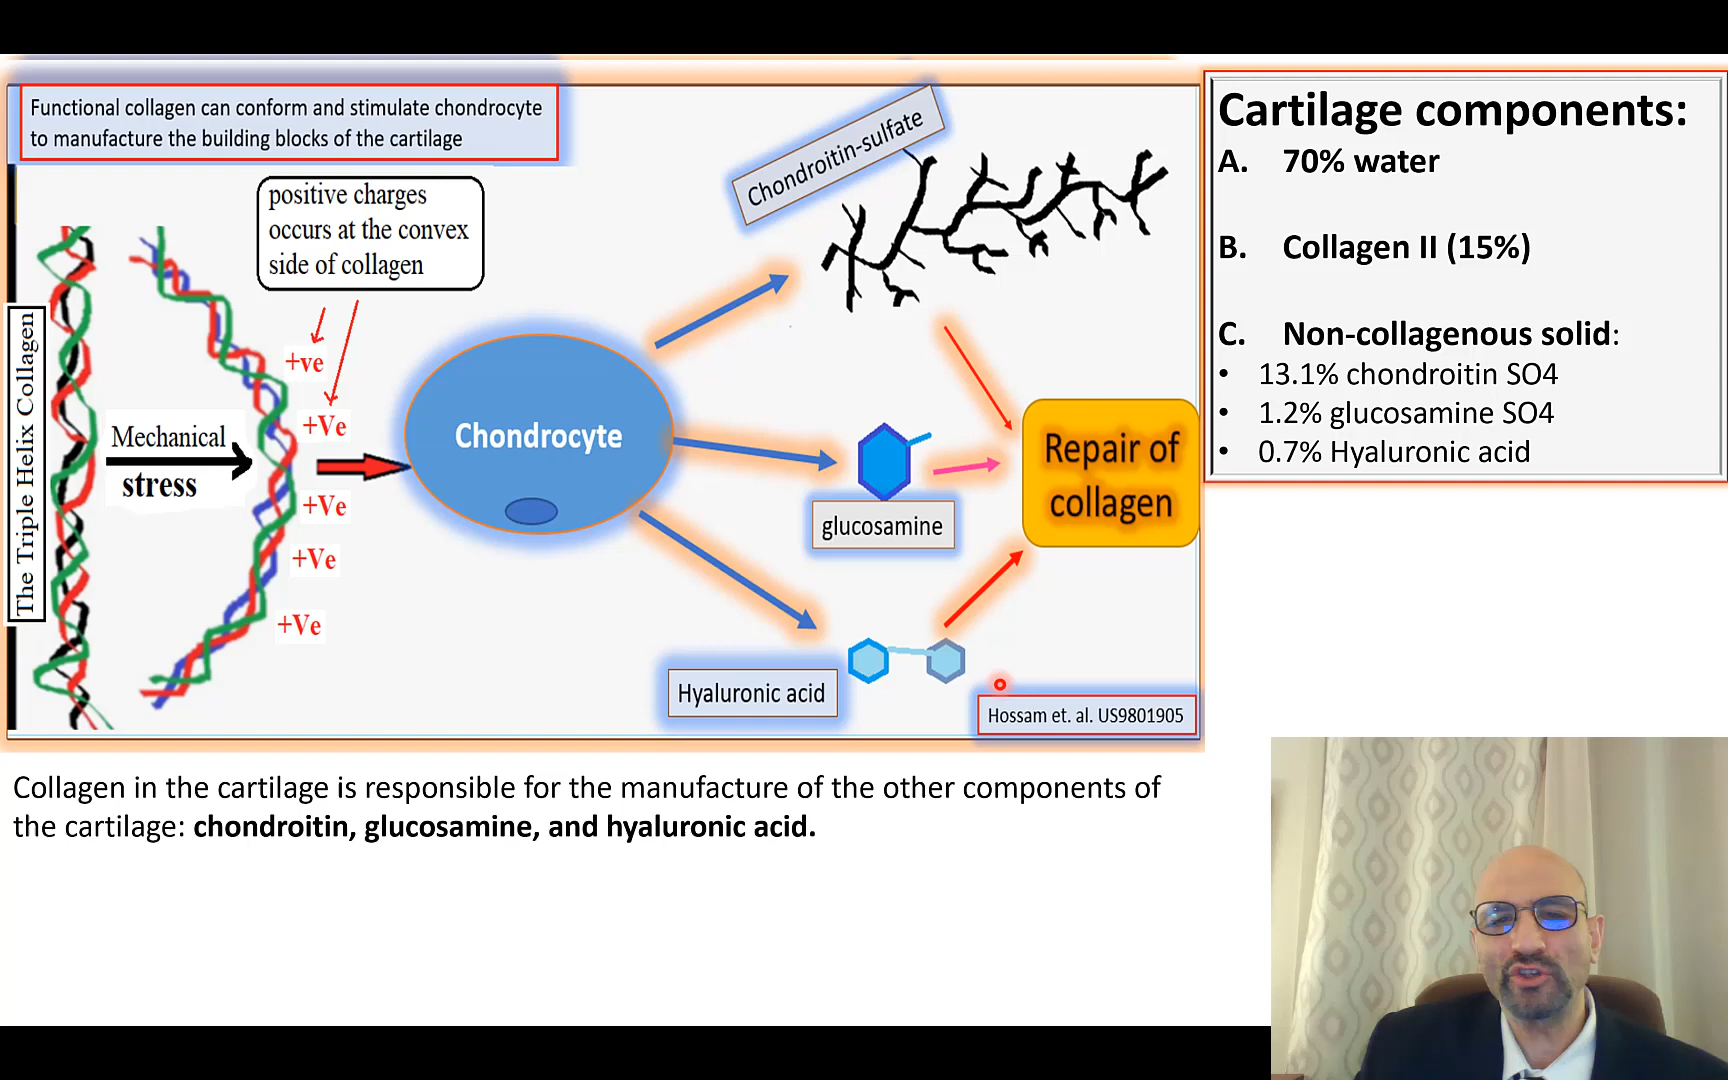 Functional collagen can conform and stimulate chondrocyte
to manufacture the building blocks of the cartilage
positive charges
occurs at the convex
side of collagen
The Triple Helix Collagen
Mechanical
stress
+ve
+Ve
+Ve
+Ve
+Ve
Chondrocyte
Chondroitin-sulfate
glucosamine
Hyaluronic acid
Repair of
collagen
Hossam et. al. US9801905
Cartilage components:
A. 70% water
B. Collagen II (15%)
C. Non-collagenous solid:
• 13.1% chondroitin SO4
• 1.2% glucosamine SO4
• 0.7% Hyaluronic acid
Collagen in the cartilage is responsible for the manufacture of the other components of
the cartilage: chondroitin, glucosamine, and hyaluronic acid.